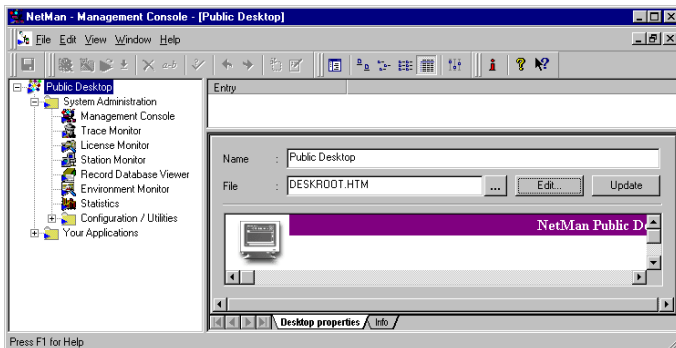 NetMan - Management Console - [Public Desktop]
File Edit View Window Help
Public Desktop
System Administration
Management Console
Trace Monitor
License Monitor
Station Monitor
Record Database Viewer
Environment Monitor
Statistics
Configuration / Utilities
Your Applications
Entry
Name : Public Desktop
File : DESKROOT.HTM ... Edit... Update
NetMan Public De
Desktop properties Info
Press F1 for Help